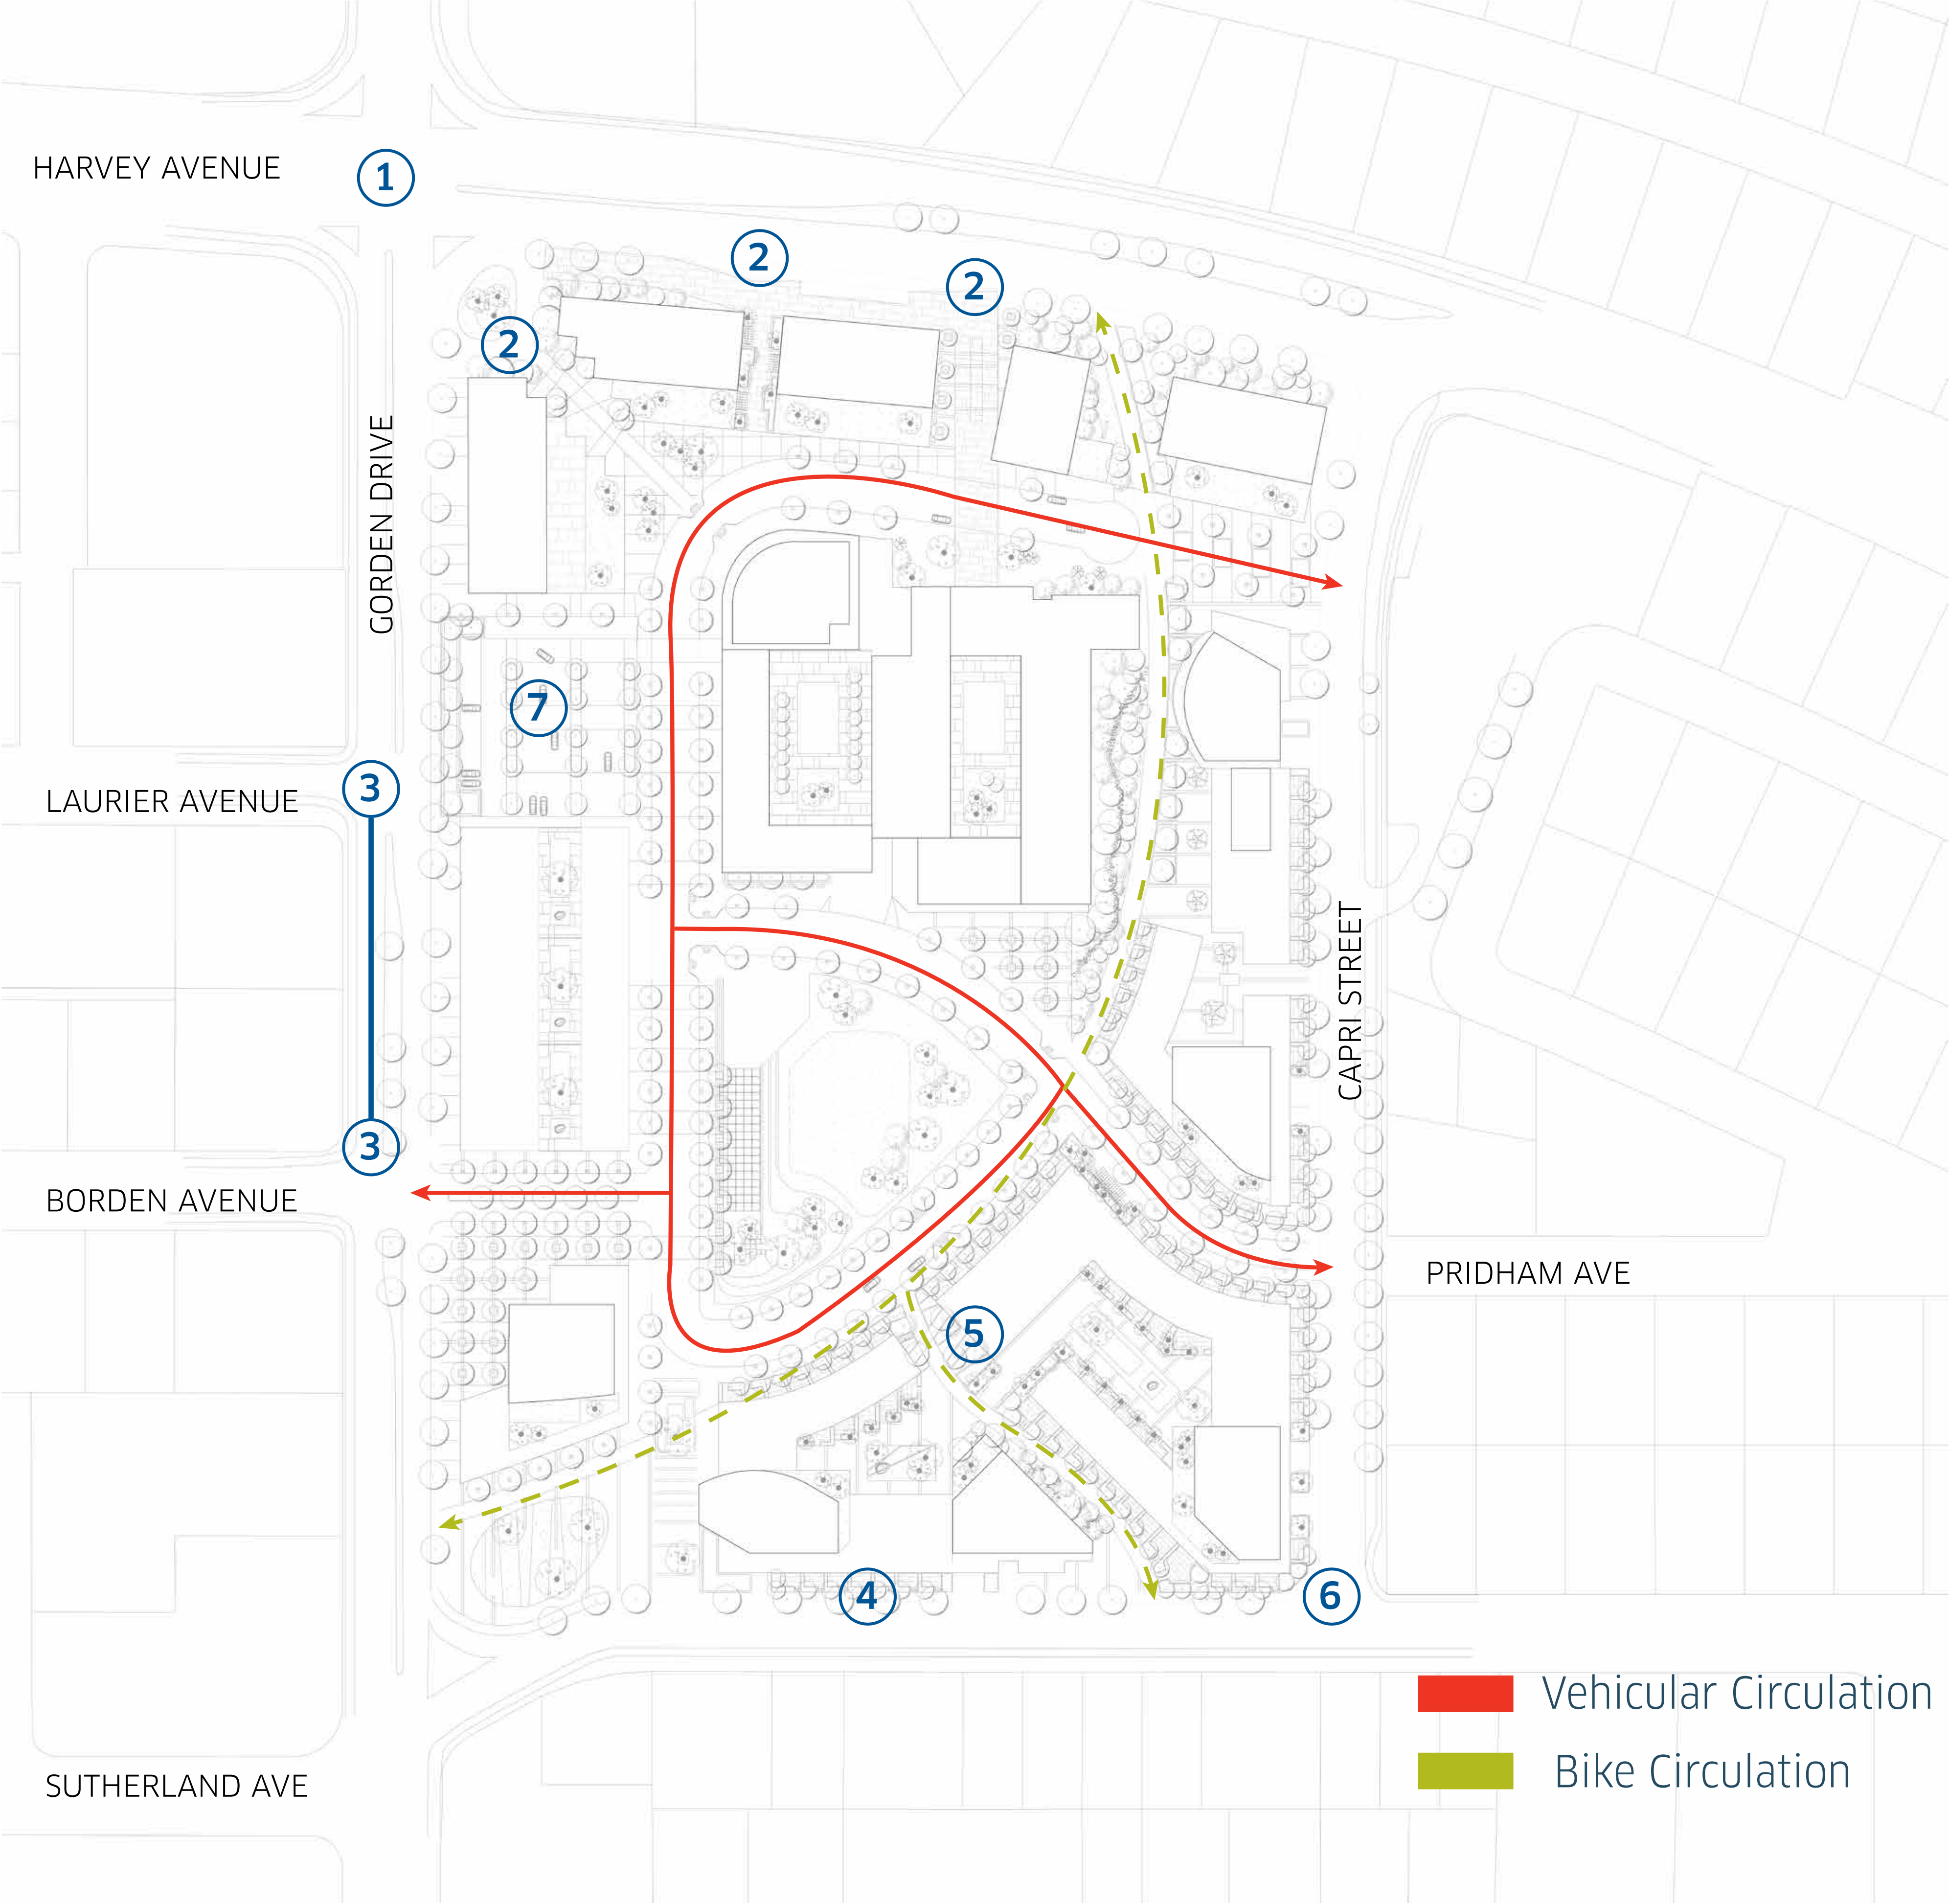 HARVEY AVENUE
1
2
2
2
GORDEN DRIVE
7
3
LAURIER AVENUE
CAPRI STREET
3
BORDEN AVENUE
PRIDHAM AVE
5
4
6
Vehicular Circulation
Bike Circulation
SUTHERLAND AVE